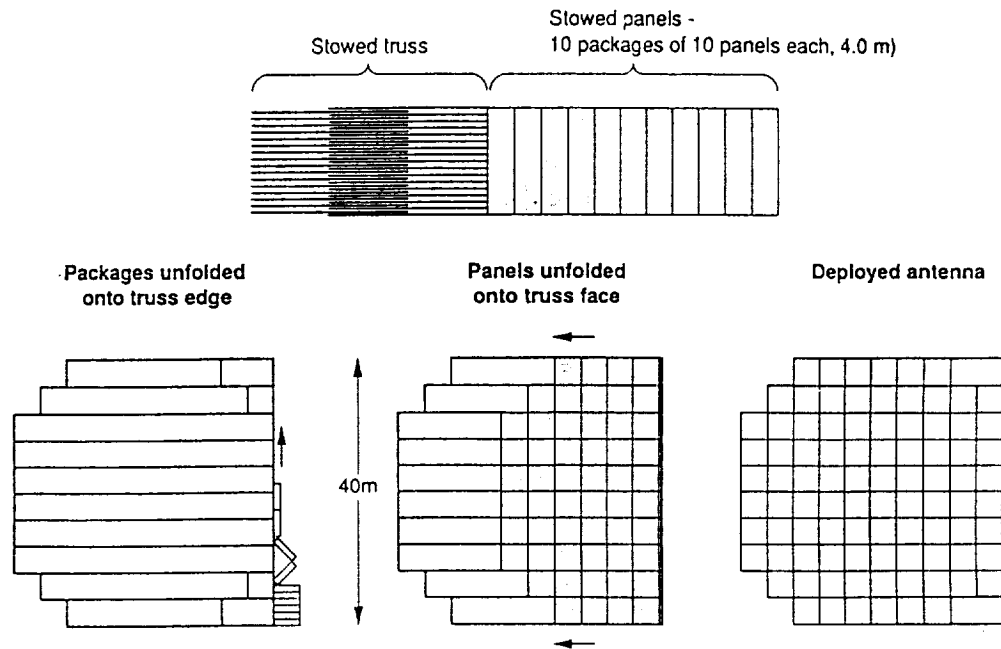 Stowed truss
Stowed panels -
10 packages of 10 panels each, 4.0 m)
Packages unfolded
onto truss edge
Panels unfolded
onto truss face
Deployed antenna
40m